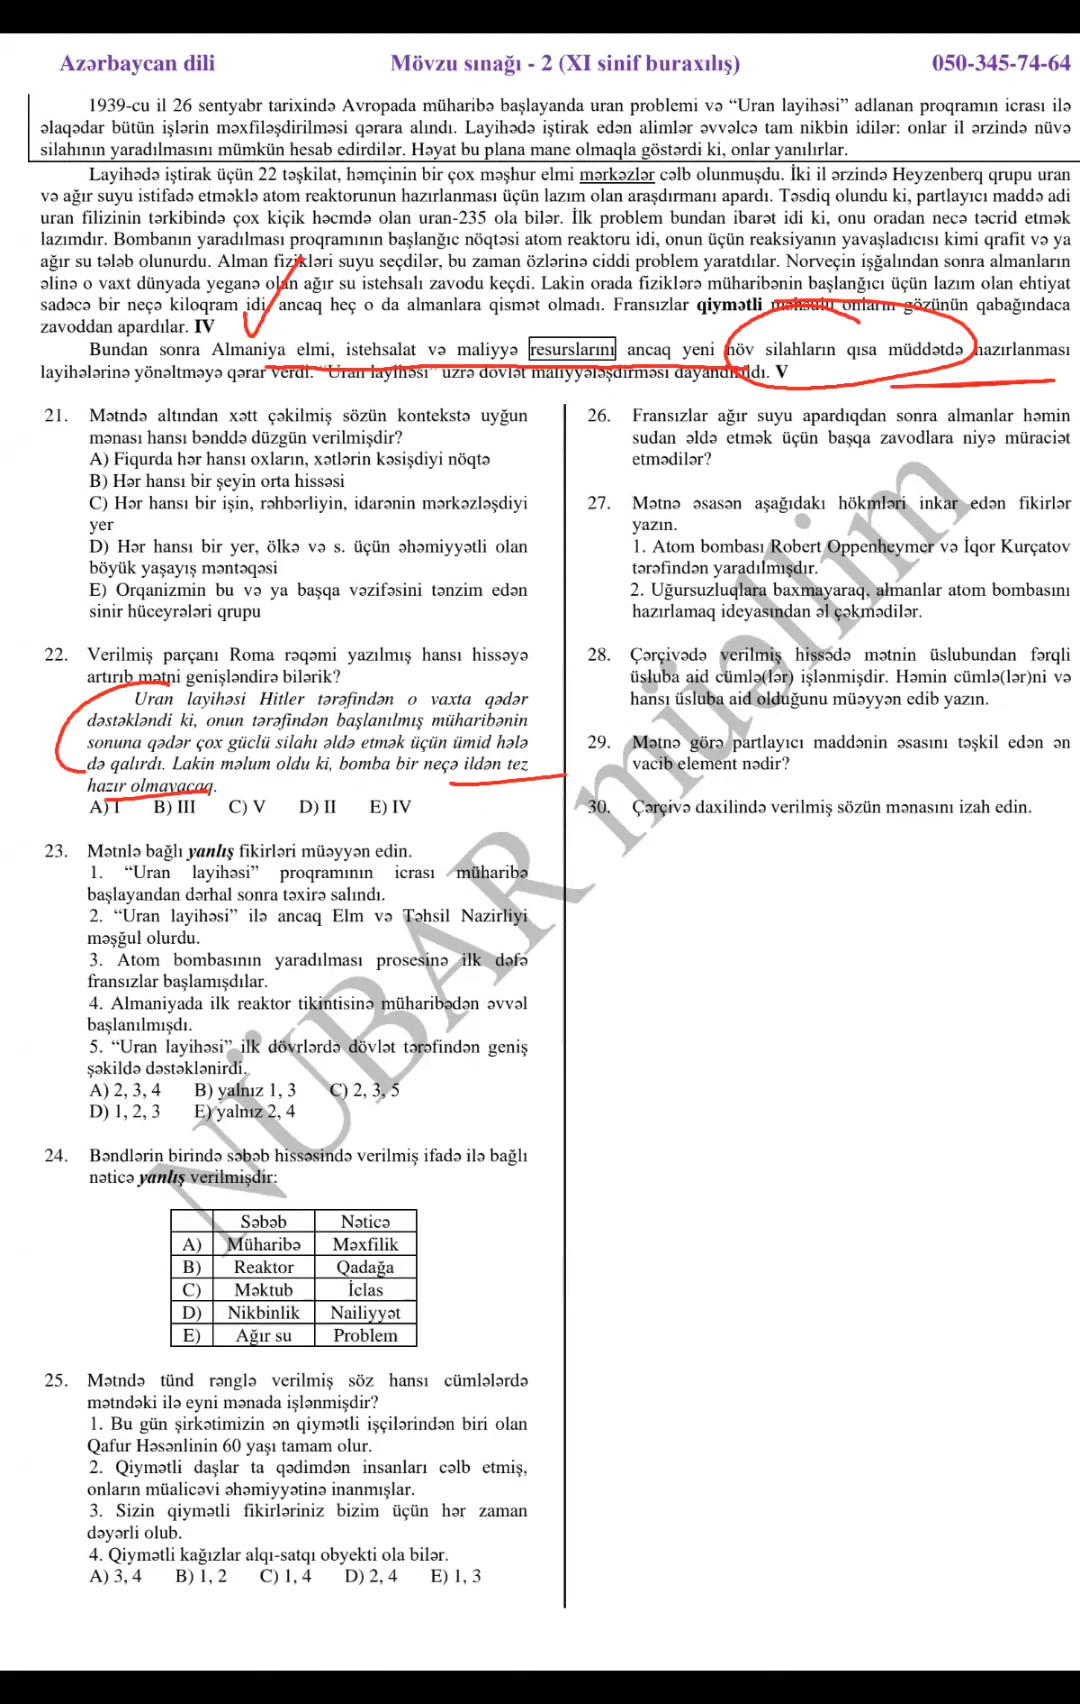 Azərbaycan dili
Mövzu sınağı - 2 (XI sinif buraxılış)
050-345-74-64
1939-cu il 26 sentyabr tarixində Avropada müharibə başlayanda uran problemi və “Uran layihəsi” adlanan proqramın icrası ilə
əlaqədar bütün işlərin məxfiləşdirilməsi qərara alındı. Layihədə iştirak edən alimlər əvvəlcə tam nikbin idilər: onlar il ərzində nüvə
silahının yaradılmasını mümkün hesab edirdilər. Həyat bu plana mane olmaqla göstərdi ki, onlar yanılırlar.
Layihədə iştirak üçün 22 təşkilat, həmçinin bir çox məşhur elmi mərkəzlər cəlb olunmuşdu. İki il ərzində Heyzenberq qrupu uran
və ağır suyu istifadə etməklə atom reaktorunun hazırlanması üçün lazım olan araşdırmanı apardı. Təsdiq olundu ki, partlayıcı maddə adi
uran filizinin tərkibində çox kiçik həcmdə olan uran-235 ola bilər. İlk problem bundan ibarət idi ki, onu oradan necə təcrid etmək
lazımdır. Bombanın yaradılması proqramının başlanğıc nöqtəsi atom reaktoru idi, onun üçün reaksiyanın yavaşladıcısı kimi qrafit və ya
ağır su tələb olunurdu. Alman fizikləri suyu seçdilər, bu zaman özlərinə ciddi problem yaratdılar. Norveçin işğalından sonra almanların
əlinə o vaxt dünyada yeganə olan ağır su istehsalı zavodu keçdi. Lakin orada fiziklərə müharibənin başlanğıcı üçün lazım olan ehtiyat
sadəcə bir neçə kiloqram idi, ancaq heç o da almanlara qismət olmadı. Fransızlar qiymətli məhsulu onların gözünün qabağındaca
zavoddan apardılar. IV
Bundan sonra Almaniya elmi, istehsalat və maliyyə resurslarını ancaq yeni növ silahların qısa müddətdə hazırlanması
layihələrinə yönəltməyə qərar verdi. “Uran layihəsi” üzrə dövlət maliyyələşdirməsi dayandırıldı. V
21. Mətndə altından xətt çəkilmiş sözün kontekstə uyğun
mənası hansı bənddə düzgün verilmişdir?
A) Fiqurda hər hansı oxların, xətlərin kəsişdiyi nöqtə
B) Hər hansı bir şeyin orta hissəsi
C) Hər hansı bir işin, rəhbərliyin, idarənin mərkəzləşdiyi
yer
D) Hər hansı bir yer, ölkə və s. üçün əhəmiyyətli olan
böyük yaşayış məntəqəsi
E) Orqanizmin bu və ya başqa vəzifəsini tənzim edən
sinir hüceyrələri qrupu
22. Verilmiş parçanı Roma rəqəmi yazılmış hansı hissəyə
artırıb mətni genişləndirə bilərik?
Uran layihəsi Hitler tərəfindən o vaxta qədər
dəstəkləndi ki, onun tərəfindən başlanılmış müharibənin
sonuna qədər çox güclü silahı əldə etmək üçün ümid hələ
də qalırdı. Lakin məlum oldu ki, bomba bir neçə ildən tez
hazır olmayacaq.
A) I B) III C) V D) II E) IV
23. Mətnlə bağlı yanlış fikirləri müəyyən edin.
1. “Uran layihəsi” proqramının icrası müharibə
başlayandan dərhal sonra təxirə salındı.
2. “Uran layihəsi” ilə ancaq Elm və Təhsil Nazirliyi
məşğul olurdu.
3. Atom bombasının yaradılması prosesinə ilk dəfə
fransızlar başlamışdılar.
4. Almaniyada ilk reaktor tikintisinə müharibədən əvvəl
başlanılmışdı.
5. “Uran layihəsi” ilk dövrlərdə dövlət tərəfindən geniş
şəkildə dəstəklənirdi.
A) 2, 3, 4 B) yalnız 1, 3 C) 2, 3, 5
D) 1, 2, 3 E) yalnız 2, 4
24. Bəndlərin birində səbəb hissəsində verilmiş ifadə ilə bağlı
nəticə yanlış verilmişdir:
Səbəb Nəticə
A) Müharibə Məxfilik
B) Reaktor Qadağa
C) Məktub İclas
D) Nikbinlik Nailiyyət
E) Ağır su Problem
25. Mətndə tünd rənglə verilmiş söz hansı cümlələrdə
mətndəki ilə eyni mənada işlənmişdir?
1. Bu gün şirkətimizin ən qiymətli işçilərindən biri olan
Qafur Həsənlinin 60 yaşı tamam olur.
2. Qiymətli daşlar ta qədimdən insanları cəlb etmiş,
onların müalicəvi əhəmiyyətinə inanmışlar.
3. Sizin qiymətli fikirləriniz bizim üçün hər zaman
dəyərli olub.
4. Qiymətli kağızlar alqı-satqı obyekti ola bilər.
A) 3, 4 B) 1, 2 C) 1, 4 D) 2, 4 E) 1, 3
26. Fransızlar ağır suyu apardıqdan sonra almanlar həmin
sudan əldə etmək üçün başqa zavodlara niyə müraciət
etmədilər?
27. Mətnə əsasən aşağıdakı hökmləri inkar edən fikirlər
yazın.
1. Atom bombası Robert Oppenheymer və İqor Kurçatov
tərəfindən yaradılmışdır.
2. Uğursuzluqlara baxmayaraq, almanlar atom bombasını
hazırlamaq ideyasından əl çəkmədilər.
28. Çərçivədə verilmiş hissədə mətnin üslubundan fərqli
üsluba aid cümlə(lər) işlənmişdir. Həmin cümlə(lər)ni və
hansı üsluba aid olduğunu müəyyən edib yazın.
29. Mətnə görə partlayıcı maddənin əsasını təşkil edən ən
vacib element nədir?
30. Çərçivə daxilində verilmiş sözün mənasını izah edin.
NÜBAR müəllim